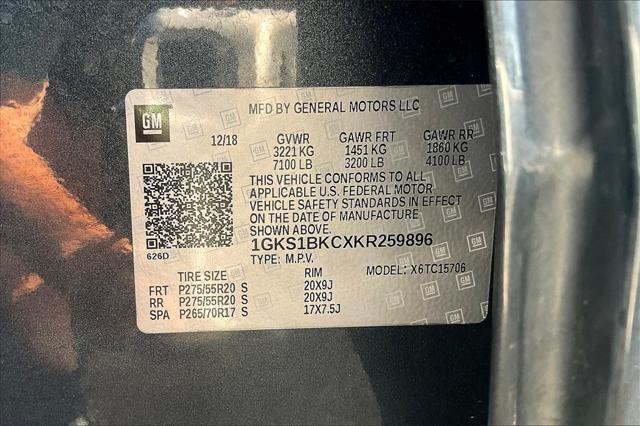 MFD BY GENERAL MOTORS LLC
GM
12/18 GVWR GAWR FRT GAWR RR
3221 KG 1451 KG 1860 KG
7100 LB 3200 LB 4100 LB
THIS VEHICLE CONFORMS TO ALL
APPLICABLE U.S. FEDERAL MOTOR
VEHICLE SAFETY STANDARDS IN EFFECT
ON THE DATE OF MANUFACTURE
SHOWN ABOVE.
1GKS1BKCXKR259896
626D TYPE: M.P.V.
TIRE SIZE RIM MODEL: X6TC15706
FRT P275/55R20 S 20X9J
RR P275/55R20 S 20X9J
SPA P265/70R17 S 17X7.5J